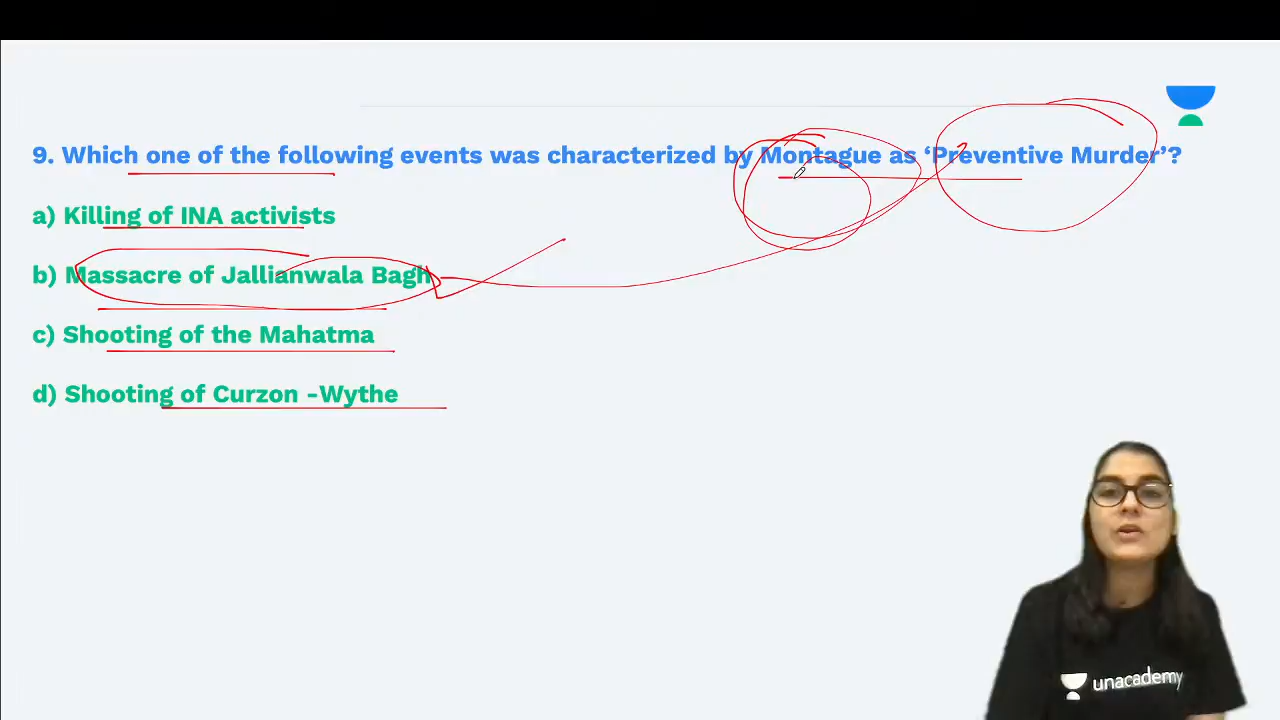 9. Which one of the following events was characterized by Montague as ‘Preventive Murder’?
a) Killing of INA activists
b) Massacre of Jallianwala Bagh
c) Shooting of the Mahatma
d) Shooting of Curzon -Wythe
unacademy